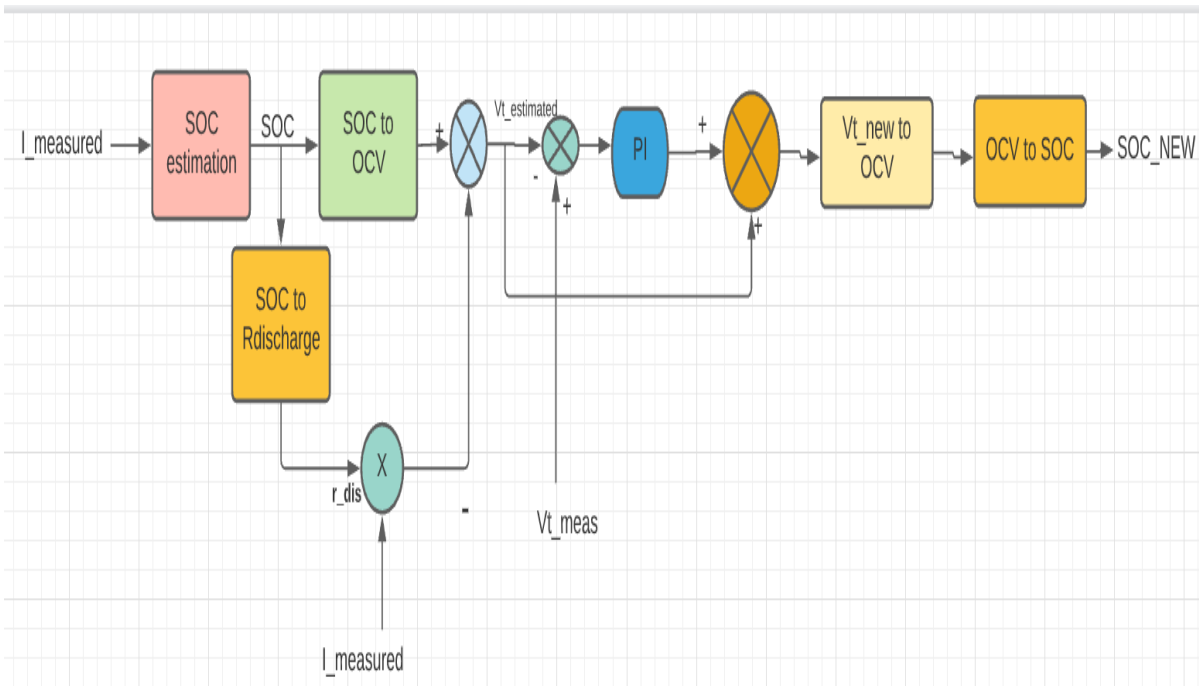 I_measured
SOC
estimation
SOC
SOC to
OCV
+
Vt_estimated
-
+
PI
+
+
Vt_new to
OCV
OCV to SOC
SOC_NEW
SOC to
Rdischarge
X
r_dis
-
Vt_meas
I_measured